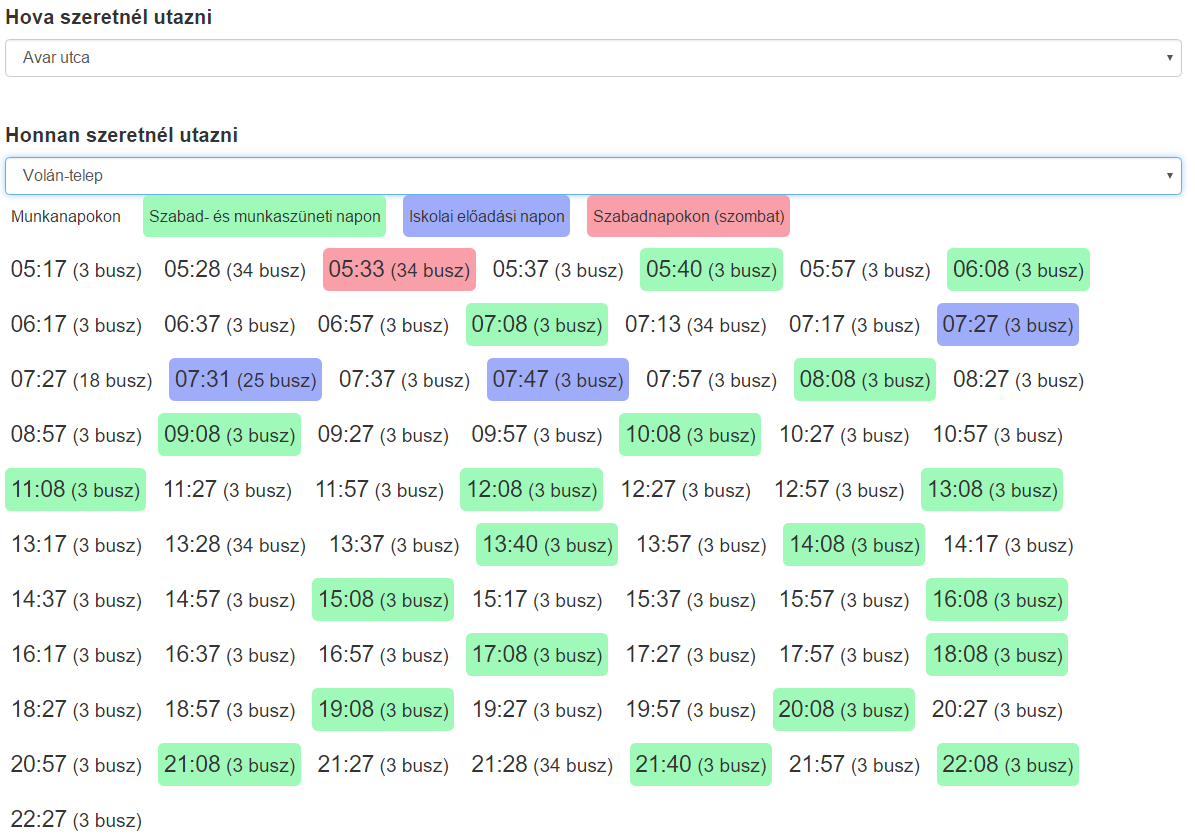 Hova szeretnél utazni
Avar utca
Honnan szeretnél utazni
Volán-telep
Munkanapokon Szabad- és munkaszüneti napon Iskolai előadási napon Szabadnapokon (szombat)
05:17 (3 busz) 05:28 (34 busz) 05:33 (34 busz) 05:37 (3 busz) 05:40 (3 busz) 05:57 (3 busz) 06:08 (3 busz)
06:17 (3 busz) 06:37 (3 busz) 06:57 (3 busz) 07:08 (3 busz) 07:13 (34 busz) 07:17 (3 busz) 07:27 (3 busz)
07:27 (18 busz) 07:31 (25 busz) 07:37 (3 busz) 07:47 (3 busz) 07:57 (3 busz) 08:08 (3 busz) 08:27 (3 busz)
08:57 (3 busz) 09:08 (3 busz) 09:27 (3 busz) 09:57 (3 busz) 10:08 (3 busz) 10:27 (3 busz) 10:57 (3 busz)
11:08 (3 busz) 11:27 (3 busz) 11:57 (3 busz) 12:08 (3 busz) 12:27 (3 busz) 12:57 (3 busz) 13:08 (3 busz)
13:17 (3 busz) 13:28 (34 busz) 13:37 (3 busz) 13:40 (3 busz) 13:57 (3 busz) 14:08 (3 busz) 14:17 (3 busz)
14:37 (3 busz) 14:57 (3 busz) 15:08 (3 busz) 15:17 (3 busz) 15:37 (3 busz) 15:57 (3 busz) 16:08 (3 busz)
16:17 (3 busz) 16:37 (3 busz) 16:57 (3 busz) 17:08 (3 busz) 17:27 (3 busz) 17:57 (3 busz) 18:08 (3 busz)
18:27 (3 busz) 18:57 (3 busz) 19:08 (3 busz) 19:27 (3 busz) 19:57 (3 busz) 20:08 (3 busz) 20:27 (3 busz)
20:57 (3 busz) 21:08 (3 busz) 21:27 (3 busz) 21:28 (34 busz) 21:40 (3 busz) 21:57 (3 busz) 22:08 (3 busz)
22:27 (3 busz)